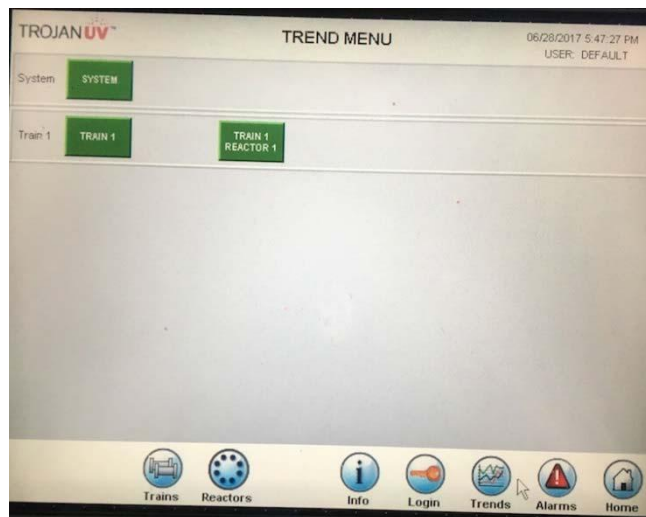 TROJANUV™
TREND MENU
06/28/2017 5:47:27 PM
USER: DEFAULT
System
SYSTEM
Train 1
TRAIN 1
TRAIN 1
REACTOR 1
Trains
Reactors
Info
Login
Trends
Alarms
Home